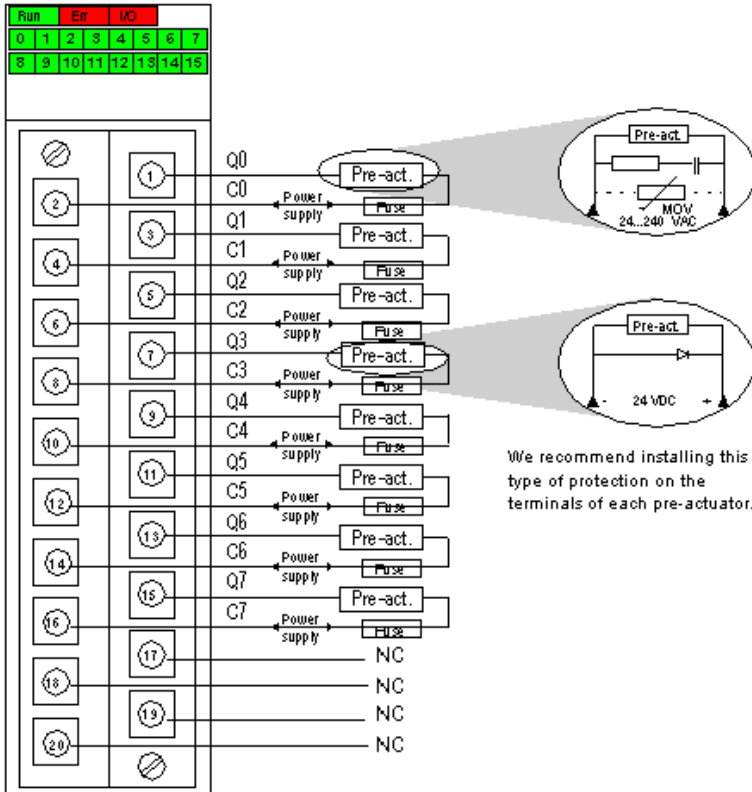 Run Err I/O
0 1 2 3 4 5 6 7
8 9 10 11 12 13 14 15
1 Q0 Pre-act.
2 C0 Power supply Fuse
3 Q1 Pre-act.
4 C1 Power supply Fuse
5 Q2 Pre-act.
6 C2 Power supply Fuse
7 Q3 Pre-act.
8 C3 Power supply Fuse
9 Q4 Pre-act.
10 C4 Power supply Fuse
11 Q5 Pre-act.
12 C5 Power supply Fuse
13 Q6 Pre-act.
14 C6 Power supply Fuse
15 Q7 Pre-act.
16 C7 Power supply Fuse
17 NC
18 NC
19 NC
20 NC
Pre-act.
MOV
24...240 VAC
Pre-act.
- 24 VDC +
We recommend installing this
type of protection on the
terminals of each pre-actuator.